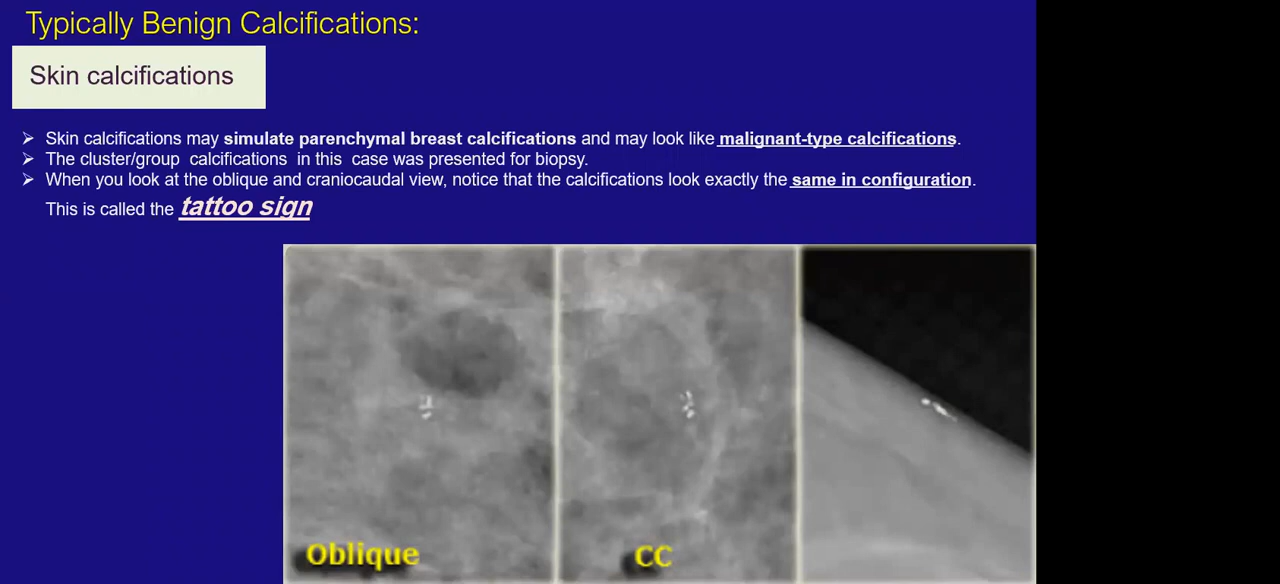 Typically Benign Calcifications:
Skin calcifications
➢ Skin calcifications may simulate parenchymal breast calcifications and may look like malignant-type calcifications.
➢ The cluster/group calcifications in this case was presented for biopsy.
➢ When you look at the oblique and craniocaudal view, notice that the calcifications look exactly the same in configuration.
This is called the tattoo sign
Oblique
CC